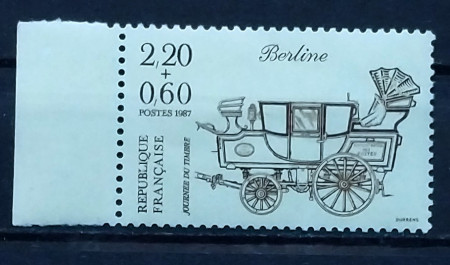 2,20
+
0,60
POSTES 1987
Berline
REPUBLIQUE
FRANÇAISE
JOURNEE DU TIMBRE
DURRENS